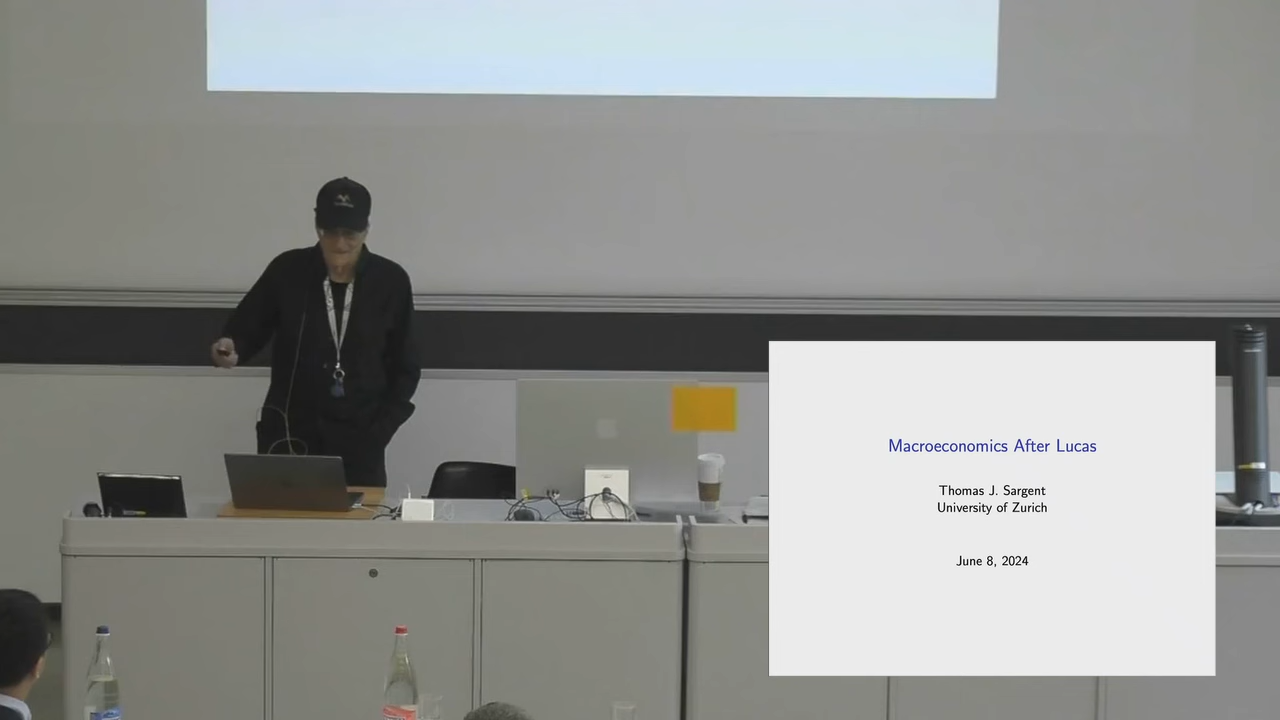 Macroeconomics After Lucas
Thomas J. Sargent
University of Zurich
June 8, 2024